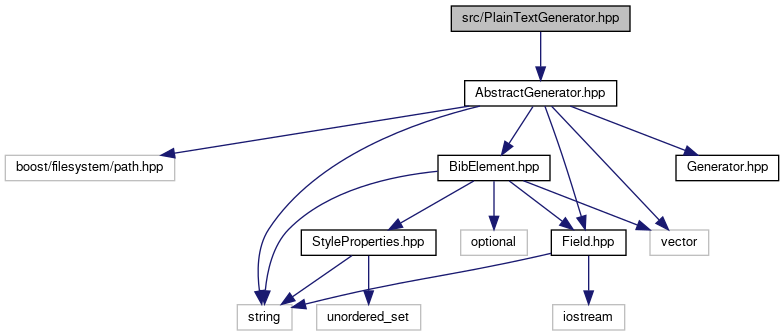 src/PlainTextGenerator.hpp
AbstractGenerator.hpp
boost/filesystem/path.hpp
BibElement.hpp
Generator.hpp
StyleProperties.hpp
optional
Field.hpp
vector
string
unordered_set
iostream